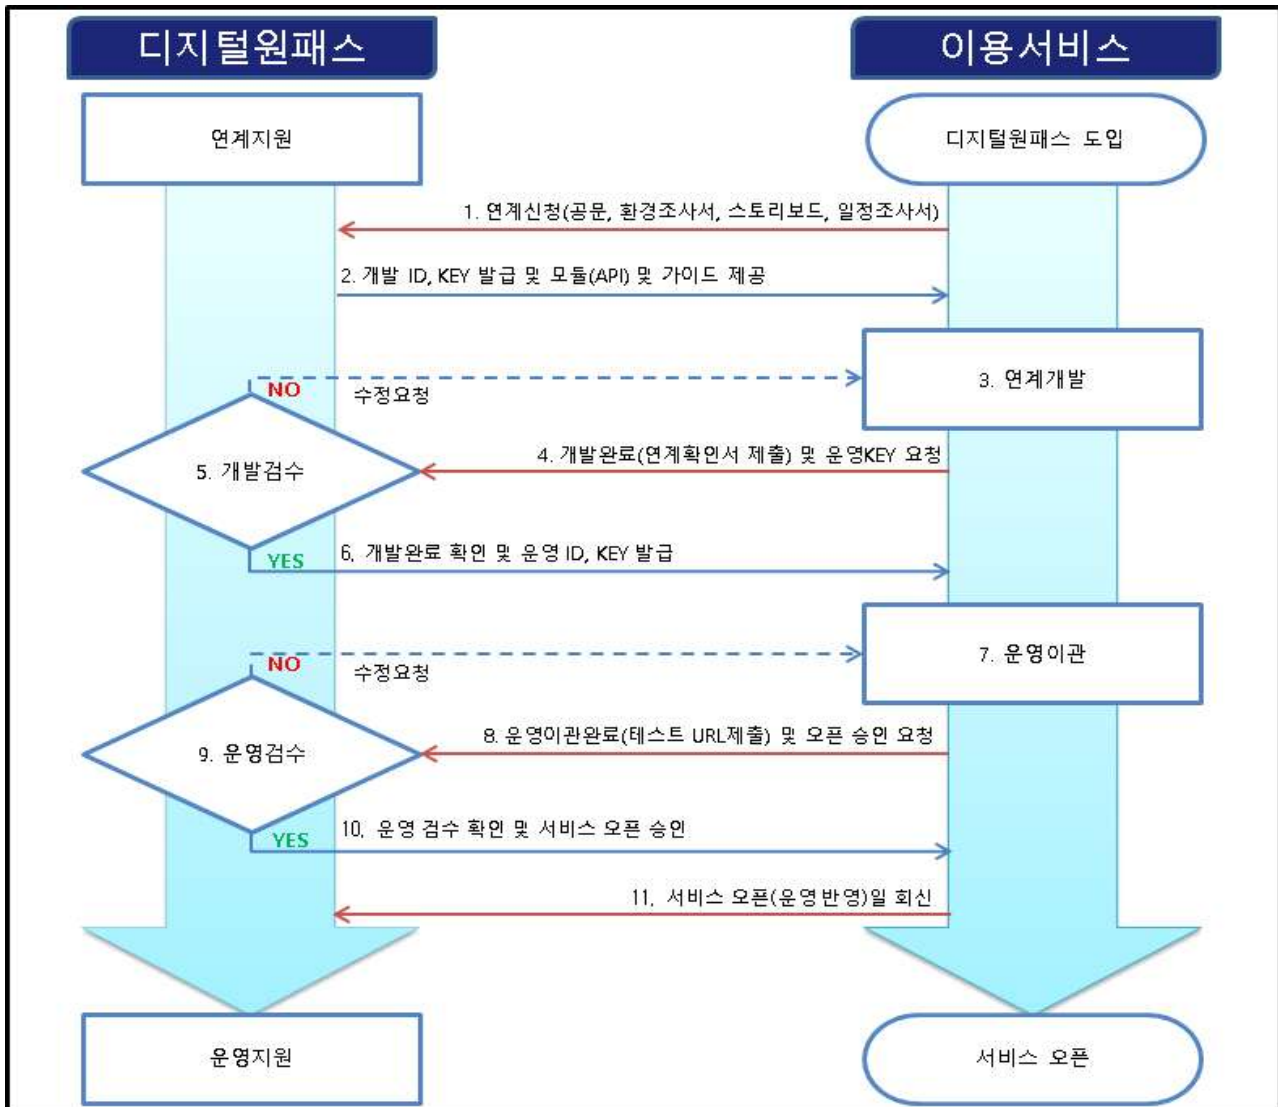 디지털원패스
이용서비스
연계지원
디지털원패스 도입
1. 연계신청(공문, 환경조사서, 스토리보드, 일정조사서)
2. 개발 ID, KEY 발급 및 모듈(API) 및 가이드 제공
NO
수정요청
3. 연계개발
4. 개발완료(연계확인서 제출) 및 운영KEY 요청
5. 개발검수
YES
6, 개발완료 확인 및 운영 ID, KEY 발급
NO
수정요청
7. 운영이관
8. 운영이관완료(테스트 URL제출) 및 오픈 승인 요청
9. 운영검수
YES
10, 운영 검수 확인 및 서비스 오픈 승인
11, 서비스 오픈(운영반영)일 회신
운영지원
서비스 오픈